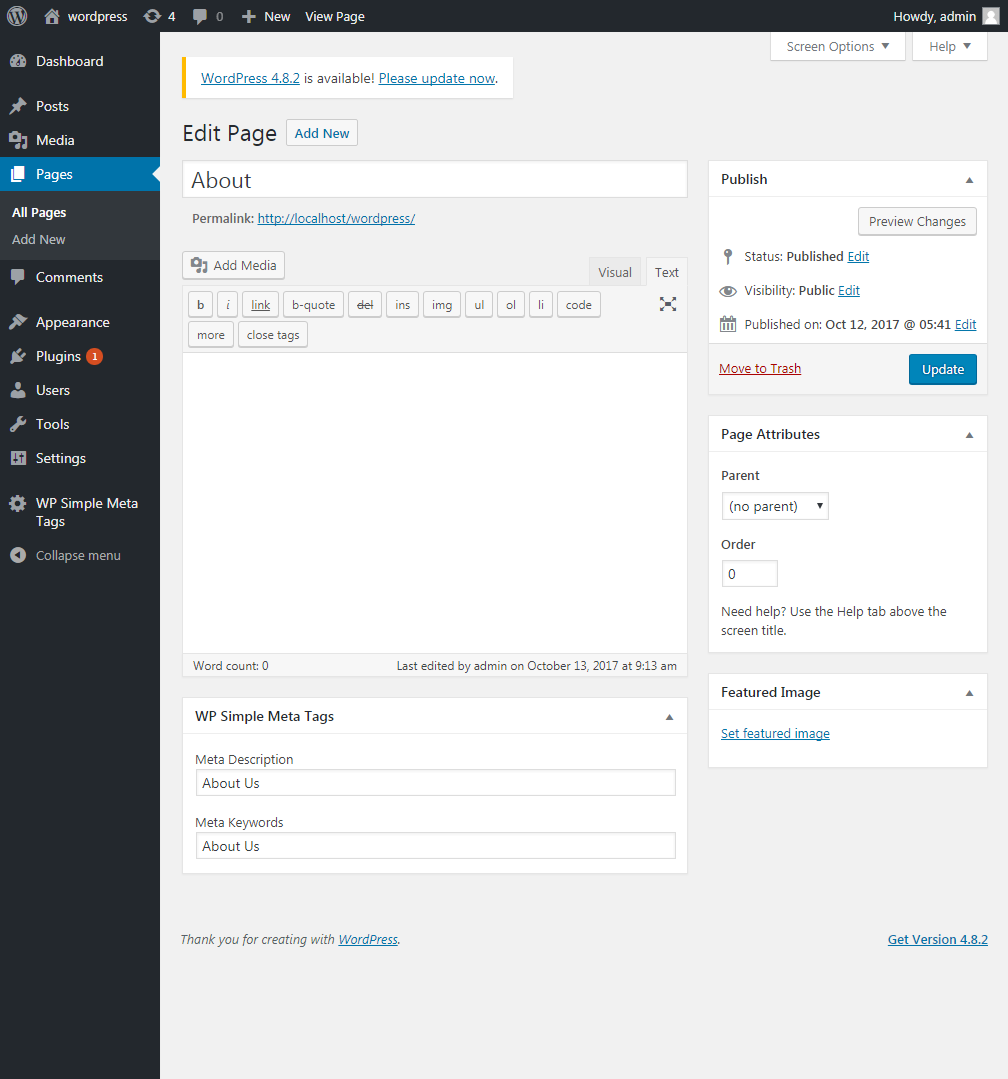 wordpress 4 0 New View Page Howdy, admin
Screen Options Help
Dashboard
Posts
Media
Pages
All Pages
Add New
Comments
Appearance
Plugins 1
Users
Tools
Settings
WP Simple Meta
Tags
Collapse menu
WordPress 4.8.2 is available! Please update now.
Edit Page Add New
About
Permalink: http://localhost/wordpress/
Add Media
Visual Text
b i link b-quote del ins img ul ol li code
more close tags
Word count: 0 Last edited by admin on October 13, 2017 at 9:13 am
WP Simple Meta Tags
Meta Description
About Us
Meta Keywords
About Us
Publish
Preview Changes
Status: Published Edit
Visibility: Public Edit
Published on: Oct 12, 2017 @ 05:41 Edit
Move to Trash Update
Page Attributes
Parent
(no parent)
Order
0
Need help? Use the Help tab above the
screen title.
Featured Image
Set featured image
Thank you for creating with WordPress. Get Version 4.8.2